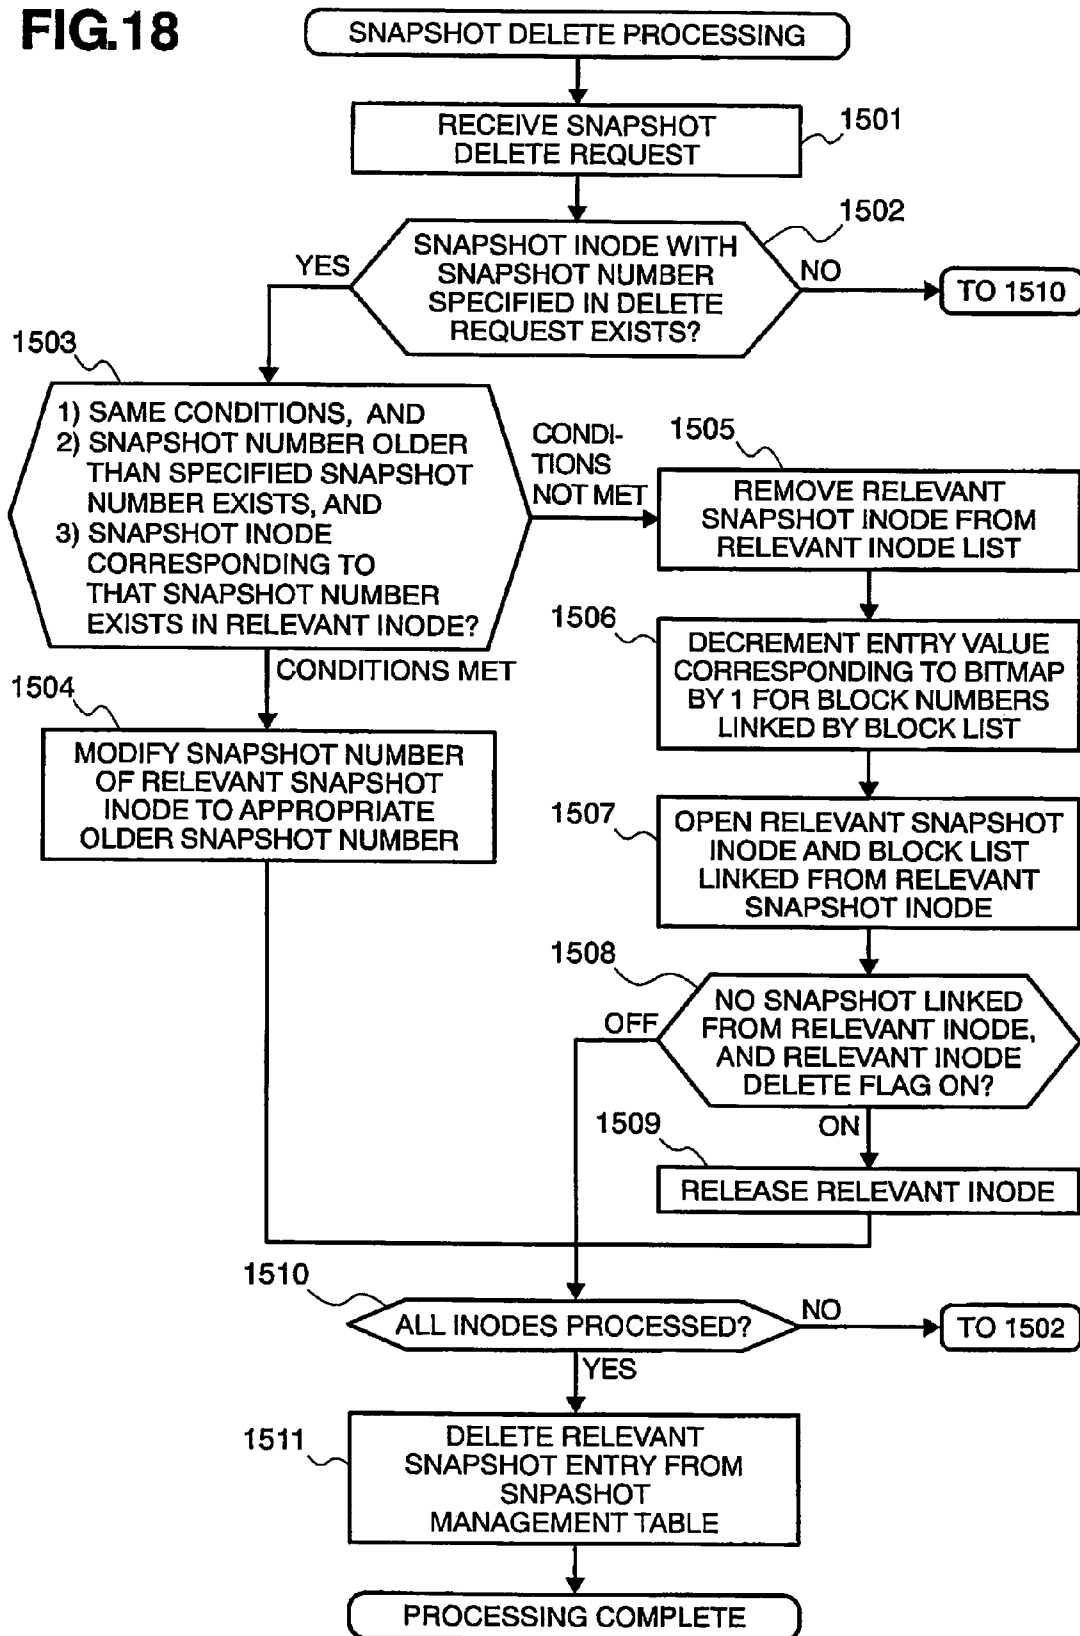 FIG.18
SNAPSHOT DELETE PROCESSING
1501
RECEIVE SNAPSHOT
DELETE REQUEST
1502
SNAPSHOT INODE WITH
SNAPSHOT NUMBER
SPECIFIED IN DELETE
REQUEST EXISTS?
YES
NO
TO 1510
1503
1) SAME CONDITIONS, AND
2) SNAPSHOT NUMBER OLDER
THAN SPECIFIED SNAPSHOT
NUMBER EXISTS, AND
3) SNAPSHOT INODE
CORRESPONDING TO
THAT SNAPSHOT NUMBER
EXISTS IN RELEVANT INODE?
CONDI-
TIONS
NOT MET
CONDITIONS MET
1504
MODIFY SNAPSHOT NUMBER
OF RELEVANT SNAPSHOT
INODE TO APPROPRIATE
OLDER SNAPSHOT NUMBER
1505
REMOVE RELEVANT
SNAPSHOT INODE FROM
RELEVANT INODE LIST
1506
DECREMENT ENTRY VALUE
CORRESPONDING TO BITMAP
BY 1 FOR BLOCK NUMBERS
LINKED BY BLOCK LIST
1507
OPEN RELEVANT SNAPSHOT
INODE AND BLOCK LIST
LINKED FROM RELEVANT
SNAPSHOT INODE
1508
NO SNAPSHOT LINKED
FROM RELEVANT INODE,
AND RELEVANT INODE
DELETE FLAG ON?
OFF
ON
1509
RELEASE RELEVANT INODE
1510
ALL INODES PROCESSED?
NO
TO 1502
YES
1511
DELETE RELEVANT
SNAPSHOT ENTRY FROM
SNPASHOT
MANAGEMENT TABLE
PROCESSING COMPLETE